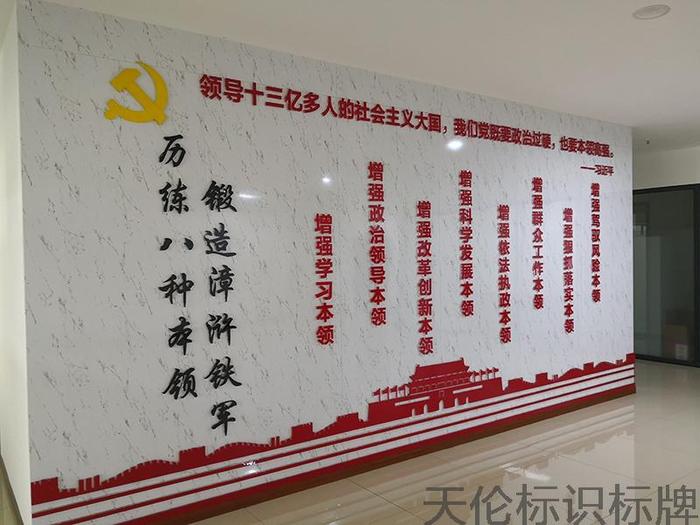 领导十三亿多人的社会主义大国，我们党既要政治过硬，也要本领高强。
——习近平
历练八种本领
锻造漳浒铁军
增强学习本领
增强政治领导本领
增强改革创新本领
增强科学发展本领
增强依法执政本领
增强群众工作本领
增强狠抓落实本领
增强驾驭风险本领
天伦标识标牌